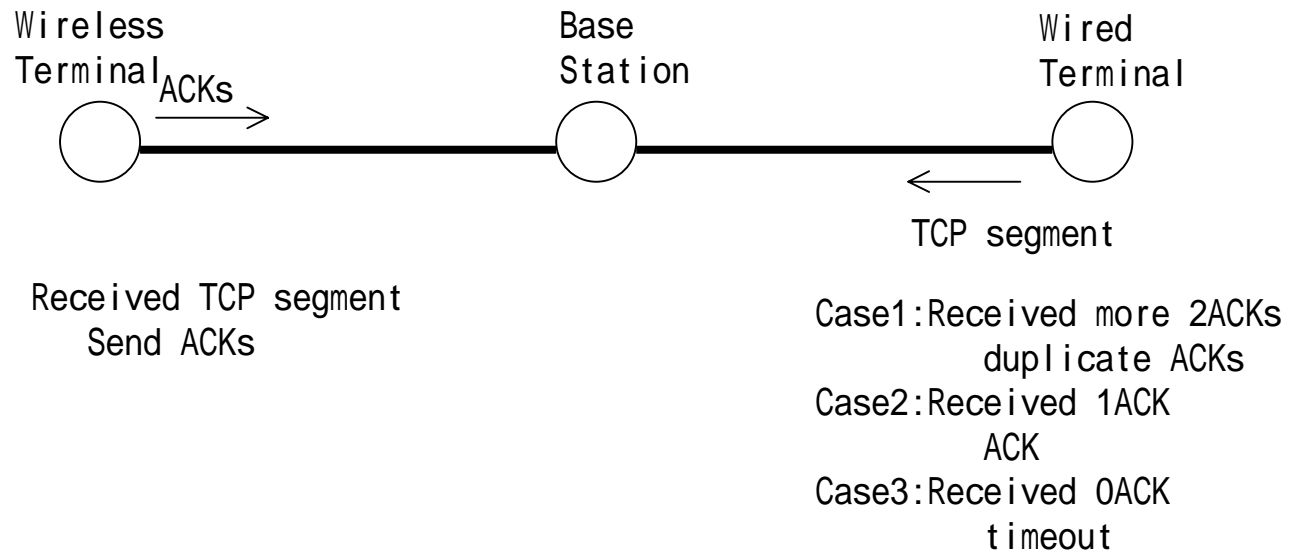 Wireless
Terminal
ACKs
Base
Station
Wired
Terminal
TCP segment
Received TCP segment
Send ACKs
Case1:Received more 2ACKs
duplicate ACKs
Case2:Received 1ACK
ACK
Case3:Received 0ACK
timeout